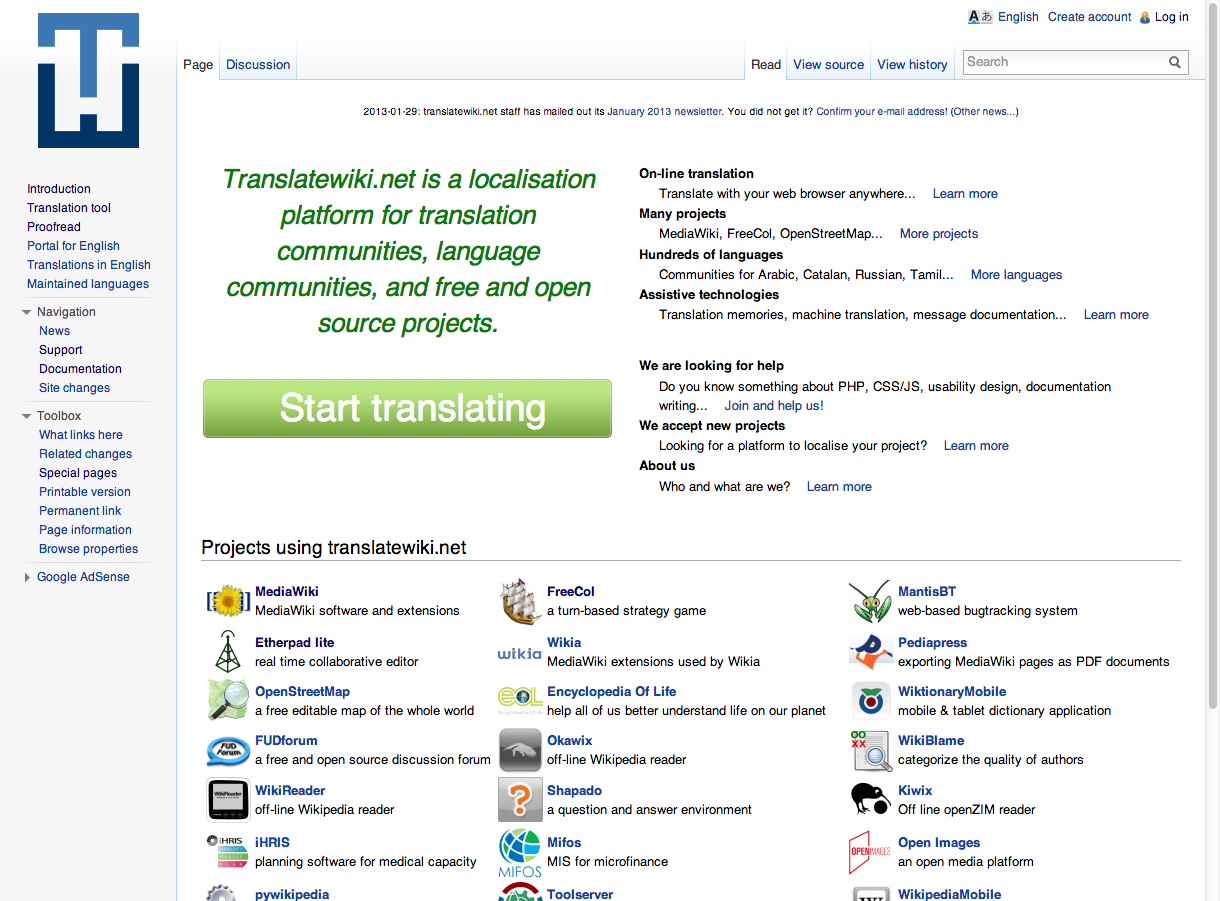 English Create account Log in
Page Discussion Read View source View history Search
2013-01-29: translatewiki.net staff has mailed out its January 2013 newsletter. You did not get it? Confirm your e-mail address! (Other news...)
Introduction
Translation tool
Proofread
Portal for English
Translations in English
Maintained languages
Navigation
News
Support
Documentation
Site changes
Toolbox
What links here
Related changes
Special pages
Printable version
Permanent link
Page information
Browse properties
Google AdSense
Translatewiki.net is a localisation
platform for translation
communities, language
communities, and free and open
source projects.
Start translating
On-line translation
Translate with your web browser anywhere... Learn more
Many projects
MediaWiki, FreeCol, OpenStreetMap... More projects
Hundreds of languages
Communities for Arabic, Catalan, Russian, Tamil... More languages
Assistive technologies
Translation memories, machine translation, message documentation... Learn more
We are looking for help
Do you know something about PHP, CSS/JS, usability design, documentation
writing... Join and help us!
We accept new projects
Looking for a platform to localise your project? Learn more
About us
Who and what are we? Learn more
Projects using translatewiki.net
MediaWiki
MediaWiki software and extensions
FreeCol
a turn-based strategy game
MantisBT
web-based bugtracking system
Etherpad lite
real time collaborative editor
wikia
Wikia
MediaWiki extensions used by Wikia
Pediapress
exporting MediaWiki pages as PDF documents
OpenStreetMap
a free editable map of the whole world
Encyclopedia Of Life
help all of us better understand life on our planet
WiktionaryMobile
mobile & tablet dictionary application
FUD Forum
FUDforum
a free and open source discussion forum
Okawix
off-line Wikipedia reader
WikiBlame
categorize the quality of authors
WikiReader
WikiReader
off-line Wikipedia reader
Shapado
a question and answer environment
Kiwix
Off line openZIM reader
iHRIS
iHRIS
planning software for medical capacity
MIFOS
Mifos
MIS for microfinance
OPENIMAGES
Open Images
an open media platform
pywikipedia
Toolserver
WikipediaMobile